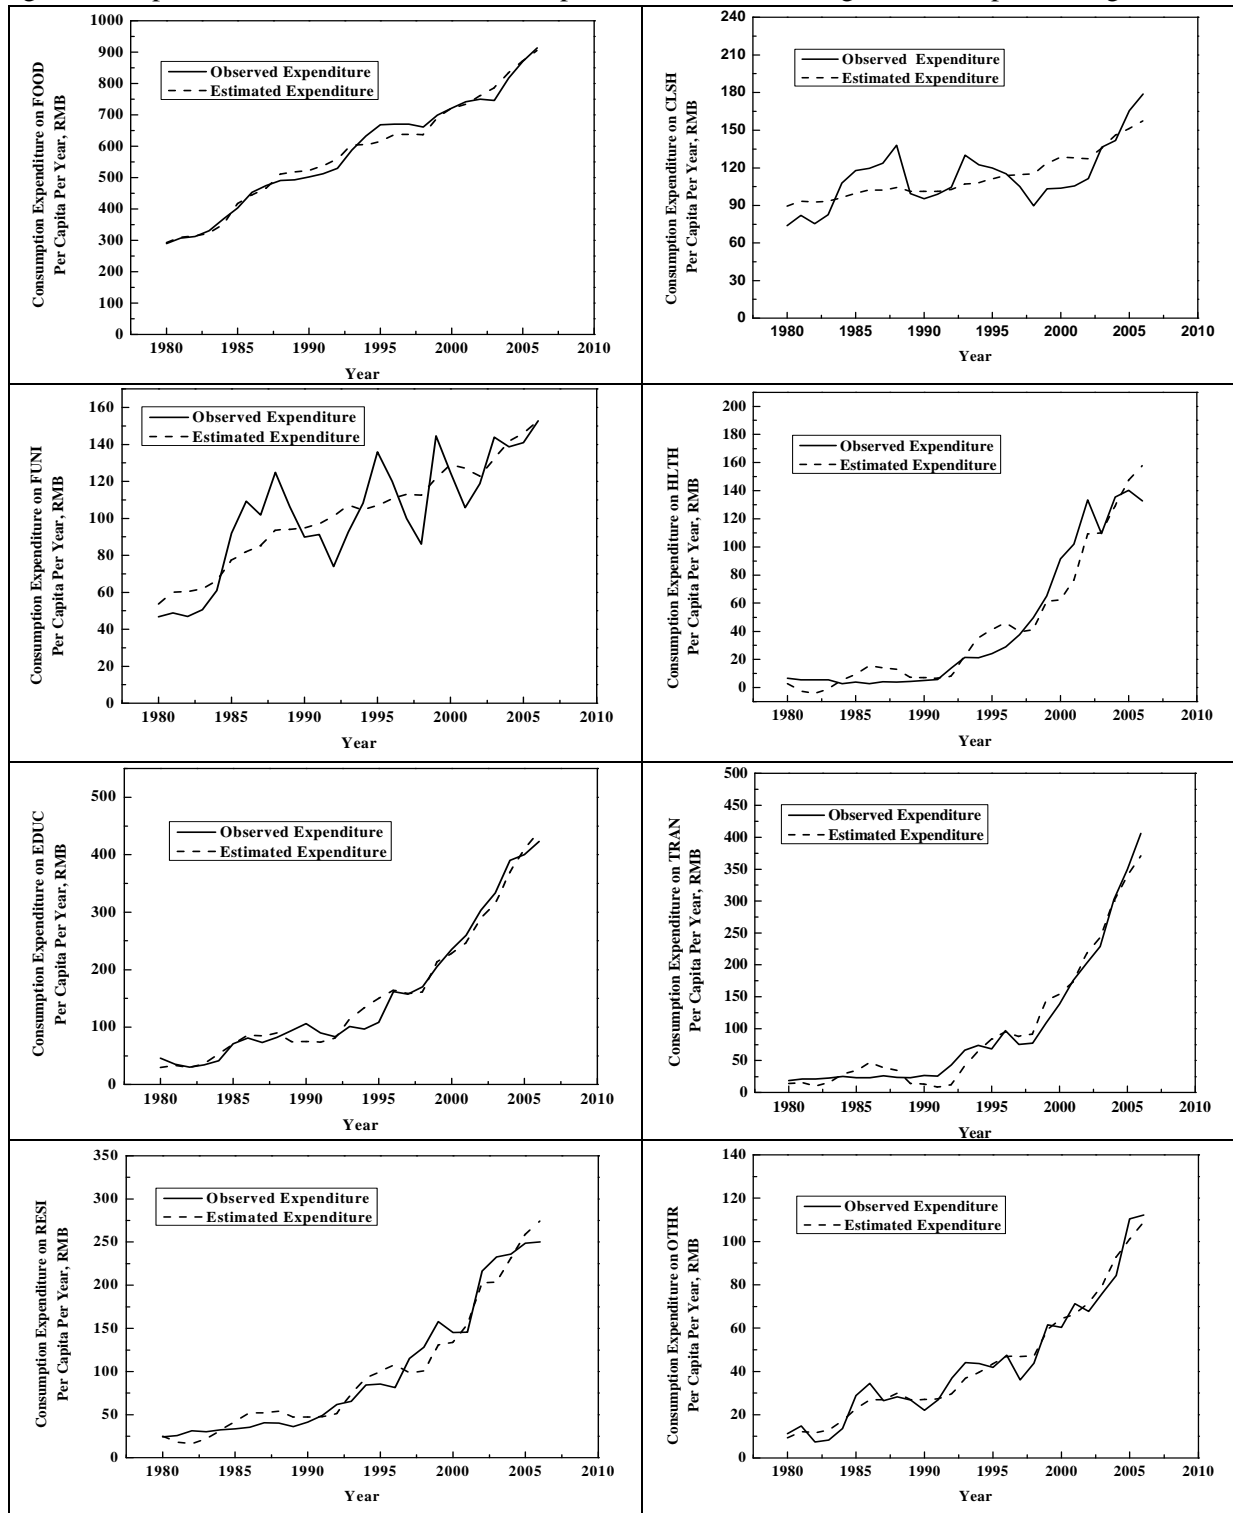 1000
900
800
700
600
500
400
300
200
100
0
Consumption Expenditure on FOOD
Per Capita Per Year, RMB
Observed Expenditure
Estimated Expenditure
1980 1985 1990 1995 2000 2005 2010
Year
240
210
180
150
120
90
60
30
0
Consumption Expenditure on CLSH
Per Capita Per Year, RMB
Observed Expenditure
Estimated Expenditure
1980 1985 1990 1995 2000 2005 2010
Year
160
140
120
100
80
60
40
20
0
Consumption Expenditure on FUNI
Per Capita Per Year, RMB
Observed Expenditure
Estimated Expenditure
1980 1985 1990 1995 2000 2005 2010
Year
200
180
160
140
120
100
80
60
40
20
0
Consumption Expenditure on HLTH
Per Capita Per Year, RMB
Observed Expenditure
Estimated Expenditure
1980 1985 1990 1995 2000 2005 2010
Year
500
400
300
200
100
0
Consumption Expenditure on EDUC
Per Capita Per Year, RMB
Observed Expenditure
Estimated Expenditure
1980 1985 1990 1995 2000 2005 2010
Year
500
450
400
350
300
250
200
150
100
50
0
Consumption Expenditure on TRAN
Per Capita Per Year, RMB
Observed Expenditure
Estimated Expenditure
1980 1985 1990 1995 2000 2005 2010
Year
350
300
250
200
150
100
50
0
Consumption Expenditure on RESI
Per Capita Per Year, RMB
Observed Expenditure
Estimated Expenditure
1980 1985 1990 1995 2000 2005 2010
Year
140
120
100
80
60
40
20
0
Consumption Expenditure on OTHR
Per Capita Per Year, RMB
Observed Expenditure
Estimated Expenditure
1980 1985 1990 1995 2000 2005 2010
Year